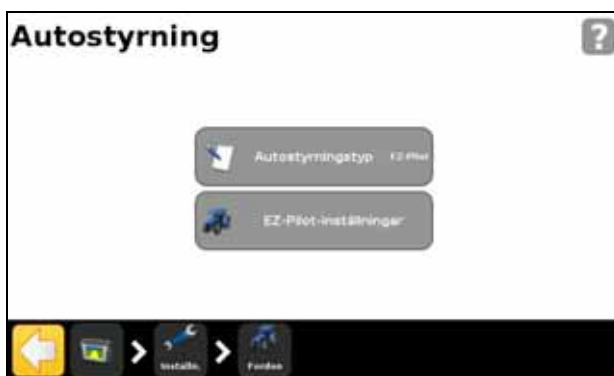 Autostyrning
?
Autostyrningstyp EZ-Pilot
EZ-Pilot-inställningar
Inställn.
Fordon